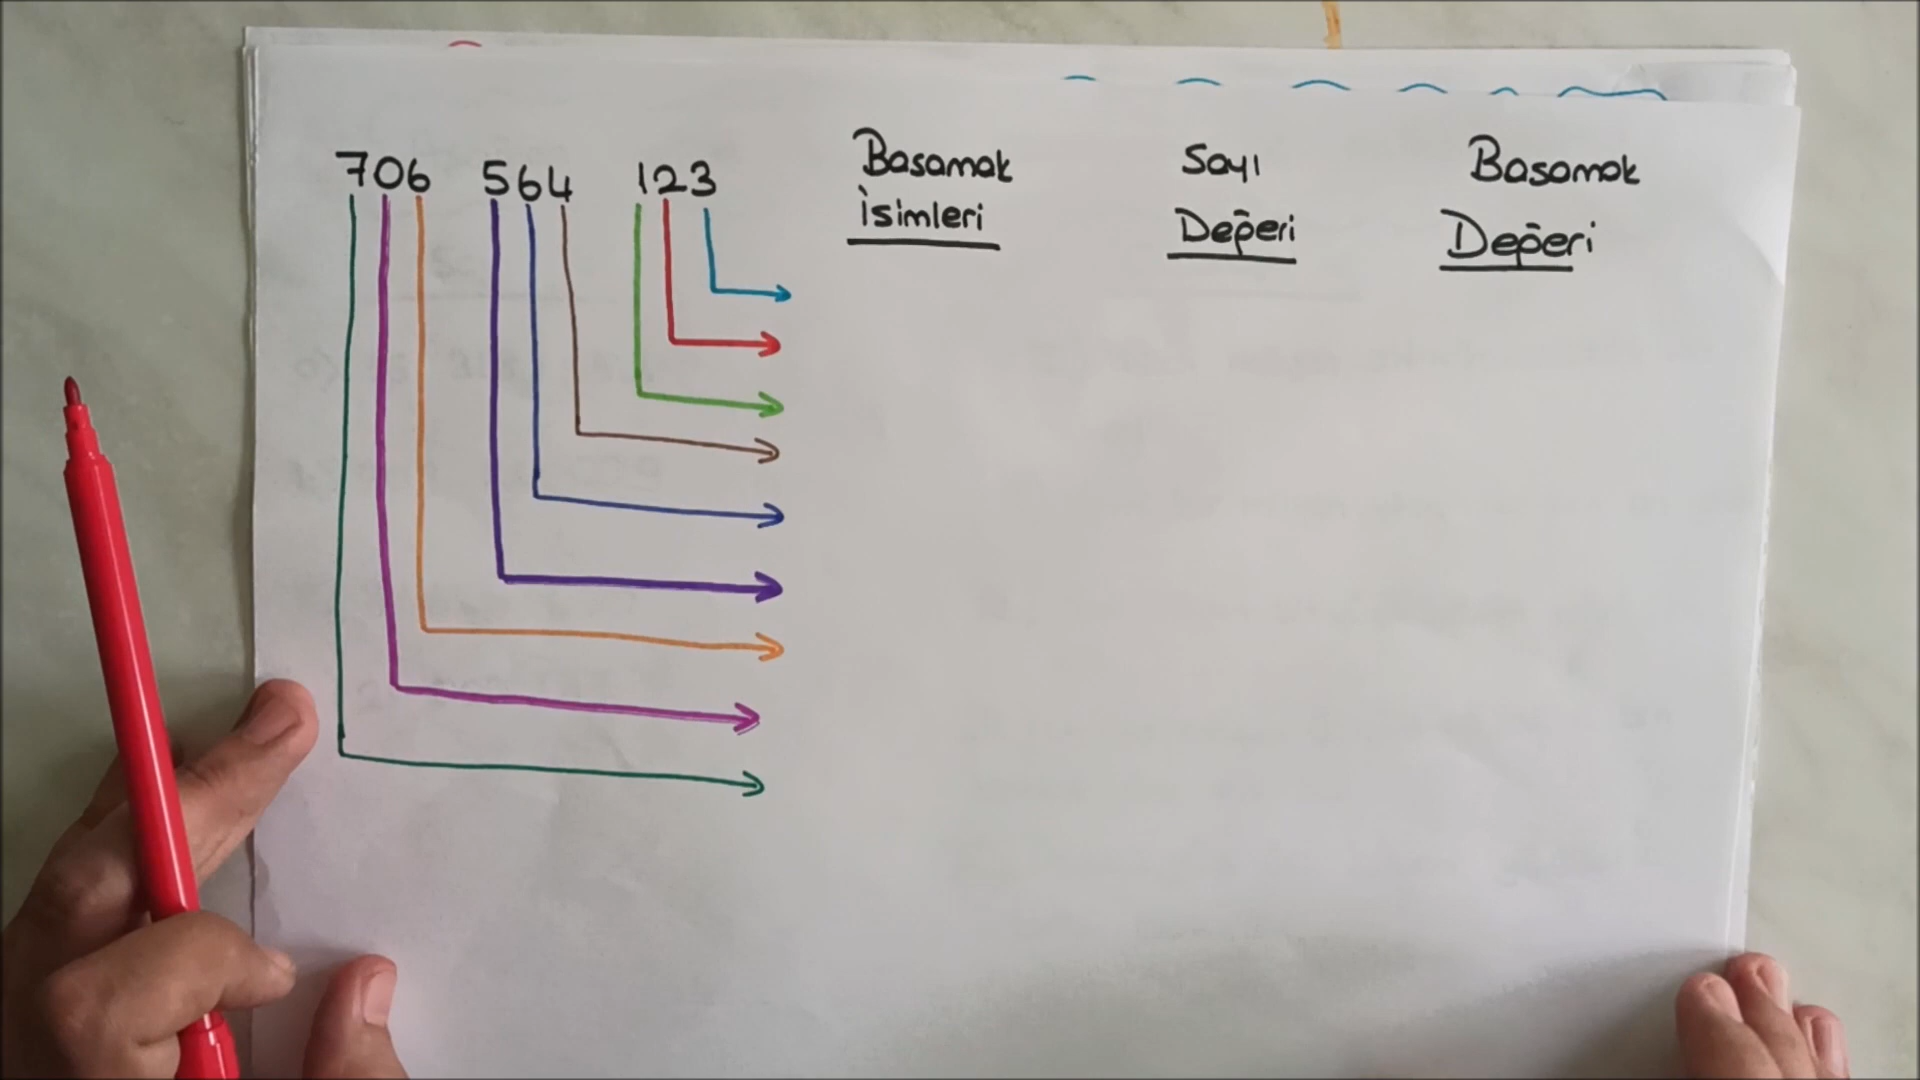 706 564 123
Basamak
İsimleri
Sayı
Değeri
Basamak
Değeri